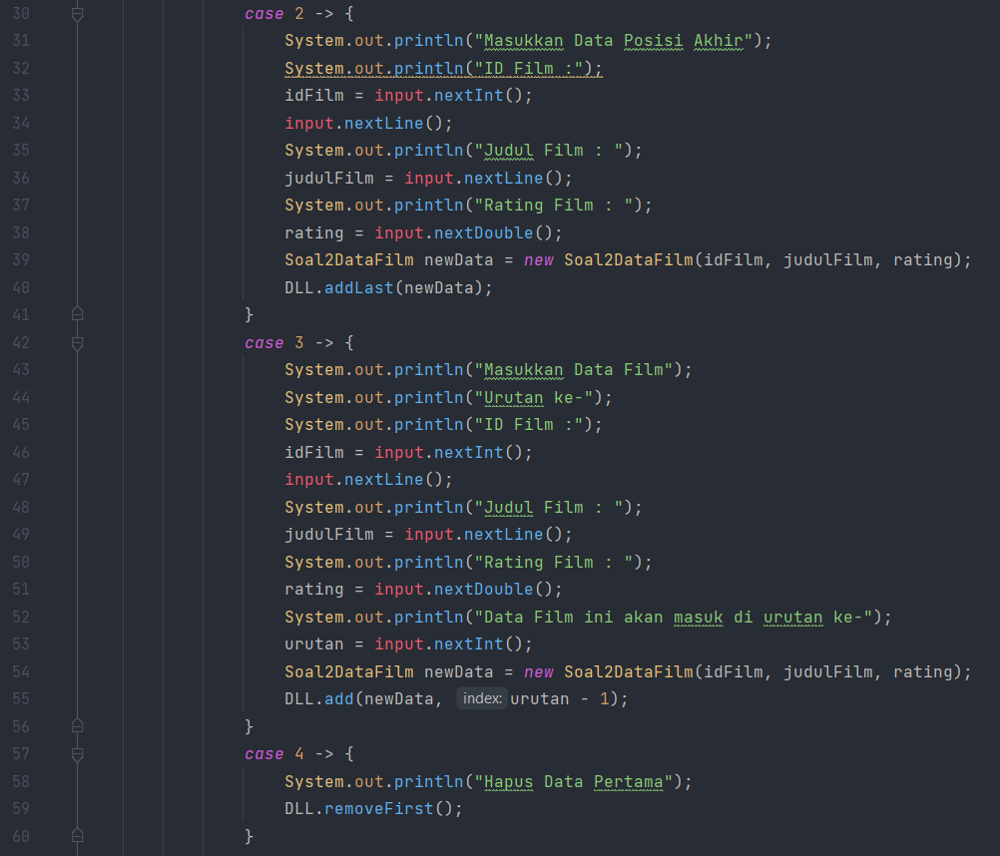 30 case 2 -> {
31 System.out.println("Masukkan Data Posisi Akhir");
32 System.out.println("ID Film :");
33 idFilm = input.nextInt();
34 input.nextLine();
35 System.out.println("Judul Film : ");
36 judulFilm = input.nextLine();
37 System.out.println("Rating Film : ");
38 rating = input.nextDouble();
39 Soal2DataFilm newData = new Soal2DataFilm(idFilm, judulFilm, rating);
40 DLL.addLast(newData);
41 }
42 case 3 -> {
43 System.out.println("Masukkan Data Film");
44 System.out.println("Urutan ke-");
45 System.out.println("ID Film :");
46 idFilm = input.nextInt();
47 input.nextLine();
48 System.out.println("Judul Film : ");
49 judulFilm = input.nextLine();
50 System.out.println("Rating Film : ");
51 rating = input.nextDouble();
52 System.out.println("Data Film ini akan masuk di urutan ke-");
53 urutan = input.nextInt();
54 Soal2DataFilm newData = new Soal2DataFilm(idFilm, judulFilm, rating);
55 DLL.add(newData, index: urutan - 1);
56 }
57 case 4 -> {
58 System.out.println("Hapus Data Pertama");
59 DLL.removeFirst();
60 }